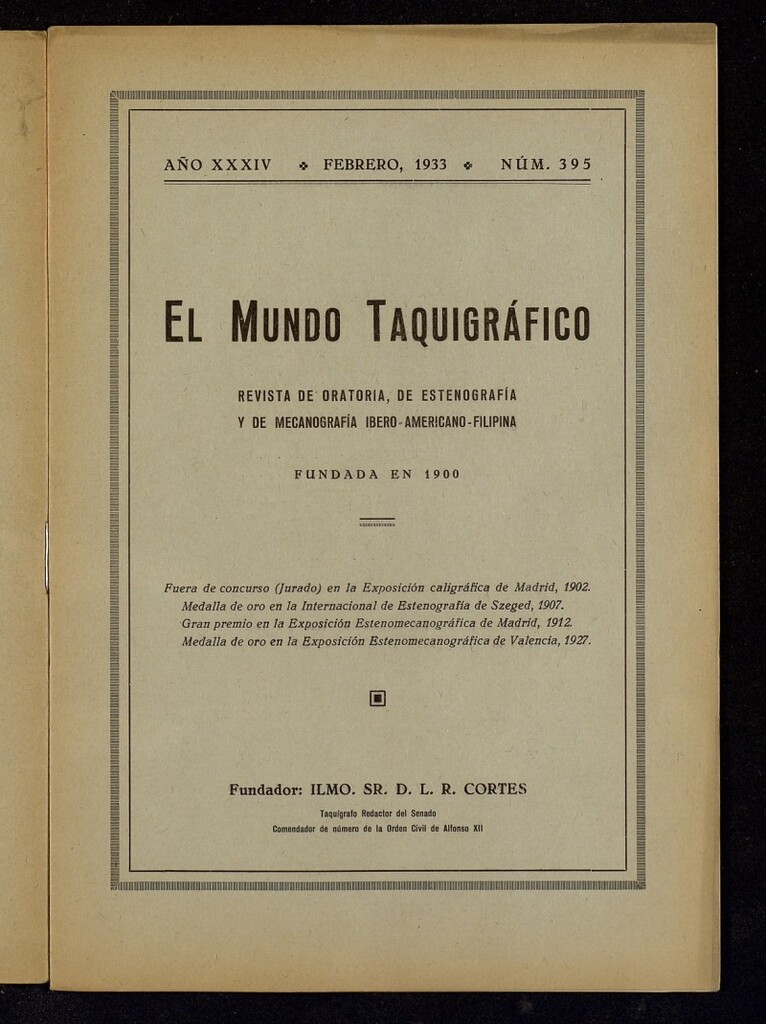 AÑO XXXIV FEBRERO, 1933 NÚM. 395
EL MUNDO TAQUIGRÁFICO
REVISTA DE ORATORIA, DE ESTENOGRAFÍA
Y DE MECANOGRAFÍA IBERO-AMERICANO-FILIPINA
FUNDADA EN 1900
Fuera de concurso (Jurado) en la Exposición caligráfica de Madrid, 1902.
Medalla de oro en la Internacional de Estenografía de Szeged, 1907.
Gran premio en la Exposición Estenomecanográfica de Madrid, 1912.
Medalla de oro en la Exposición Estenomecanográfica de Valencia, 1927.
Fundador: ILMO. SR. D. L. R. CORTES
Taquígrafo Redactor del Senado
Comendador de número de la Orden Civil de Alfonso XII